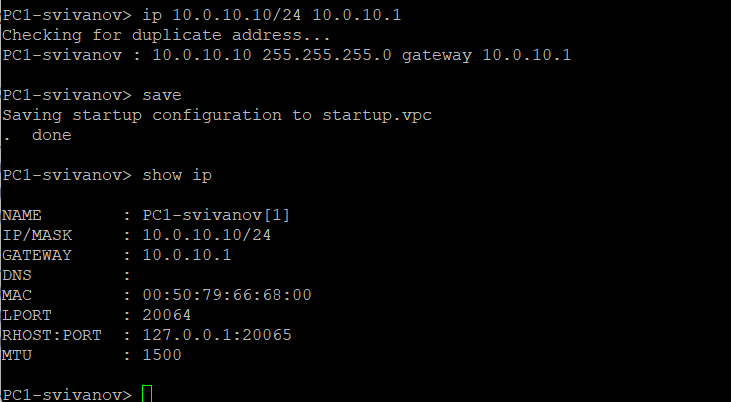 PC1-svivanov> ip 10.0.10.10/24 10.0.10.1
Checking for duplicate address...
PC1-svivanov : 10.0.10.10 255.255.255.0 gateway 10.0.10.1
PC1-svivanov> save
Saving startup configuration to startup.vpc
.  done
PC1-svivanov> show ip
NAME        : PC1-svivanov[1]
IP/MASK     : 10.0.10.10/24
GATEWAY     : 10.0.10.1
DNS         :
MAC         : 00:50:79:66:68:00
LPORT       : 20064
RHOST:PORT  : 127.0.0.1:20065
MTU         : 1500
PC1-svivanov>